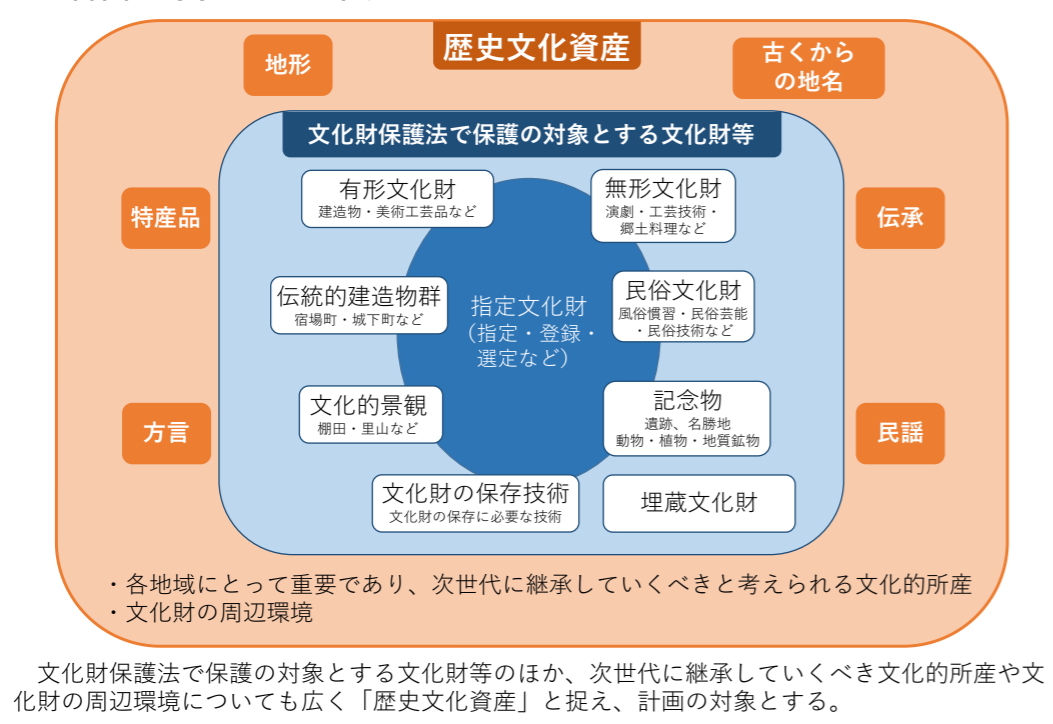 歴史文化資産
地形
古くから
の地名
文化財保護法で保護の対象とする文化財等
有形文化財
建造物・美術工芸品など
無形文化財
演劇・工芸技術・
郷土料理など
特産品
伝承
伝統的建造物群
宿場町・城下町など
指定文化財
（指定・登録・
選定など）
民俗文化財
風俗慣習・民俗芸能
・民俗技術など
文化的景観
棚田・里山など
記念物
遺跡、名勝地
動物・植物・地質鉱物
方言
民謡
文化財の保存技術
文化財の保存に必要な技術
埋蔵文化財
・各地域にとって重要であり、次世代に継承していくべきと考えられる文化的所産
・文化財の周辺環境
文化財保護法で保護の対象とする文化財等のほか、次世代に継承していくべき文化的所産や文
化財の周辺環境についても広く「歴史文化資産」と捉え、計画の対象とする。